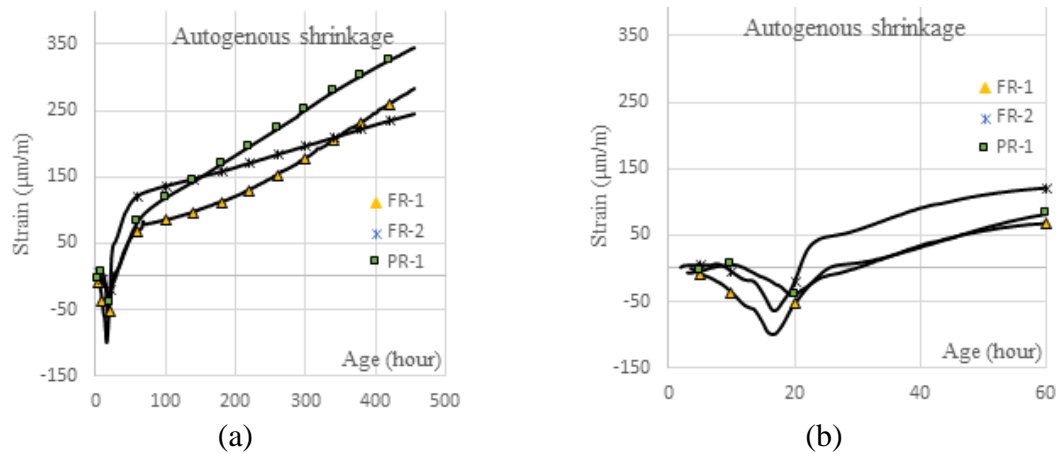 Autogenous shrinkage
350
250
150
50
-50
-150
Strain (µm/m)
FR-1
FR-2
PR-1
Age (hour)
0 100 200 300 400 500
(a)
Autogenous shrinkage
350
250
150
50
-50
-150
Strain (µm/m)
FR-1
FR-2
PR-1
Age (hour)
0 20 40 60
(b)